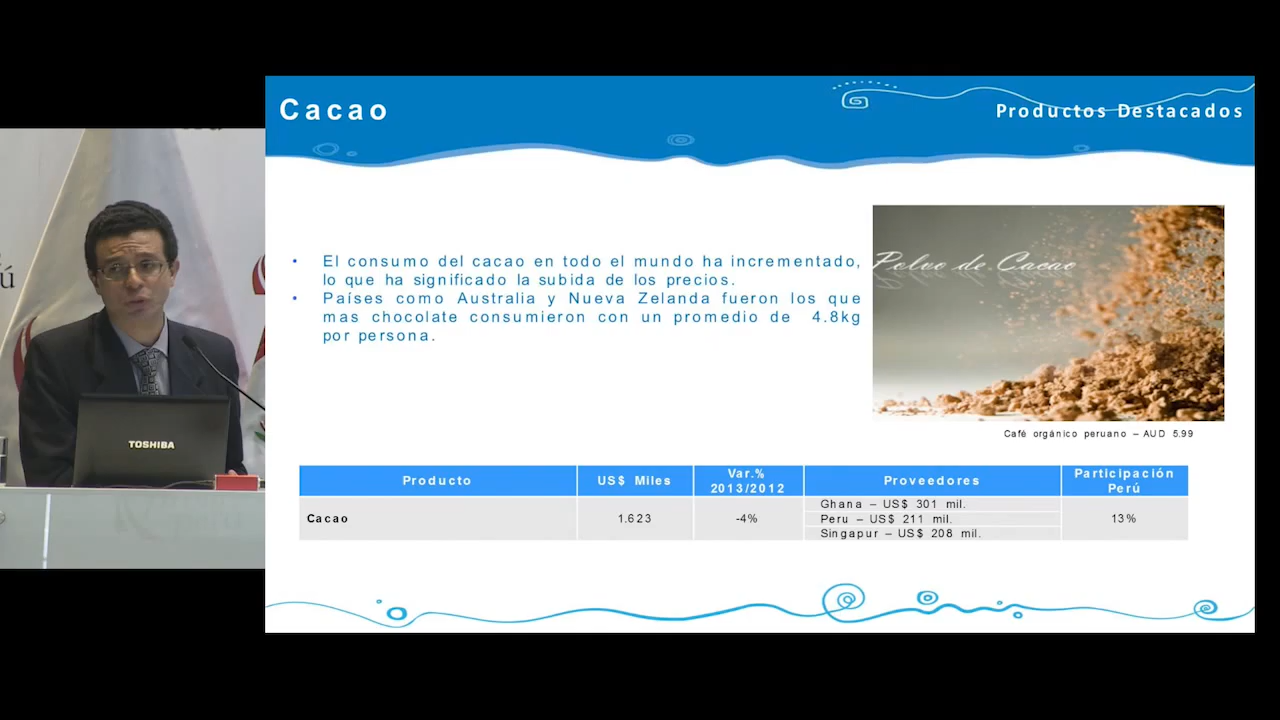 Cacao
Productos Destacados
• El consumo del cacao en todo el mundo ha incrementado,
lo que ha significado la subida de los precios.
• Países como Australia y Nueva Zelanda fueron los que
mas chocolate consumieron con un promedio de 4.8kg
por persona.
Polvo de Cacao
Café orgánico peruano – AUD 5.99
Producto
US$ Miles
Var.%
2013/2012
Proveedores
Participación
Perú
Cacao
1.623
-4%
Ghana – US$ 301 mil.
Peru – US$ 211 mil.
Singapur – US$ 208 mil.
13%
TOSHIBA